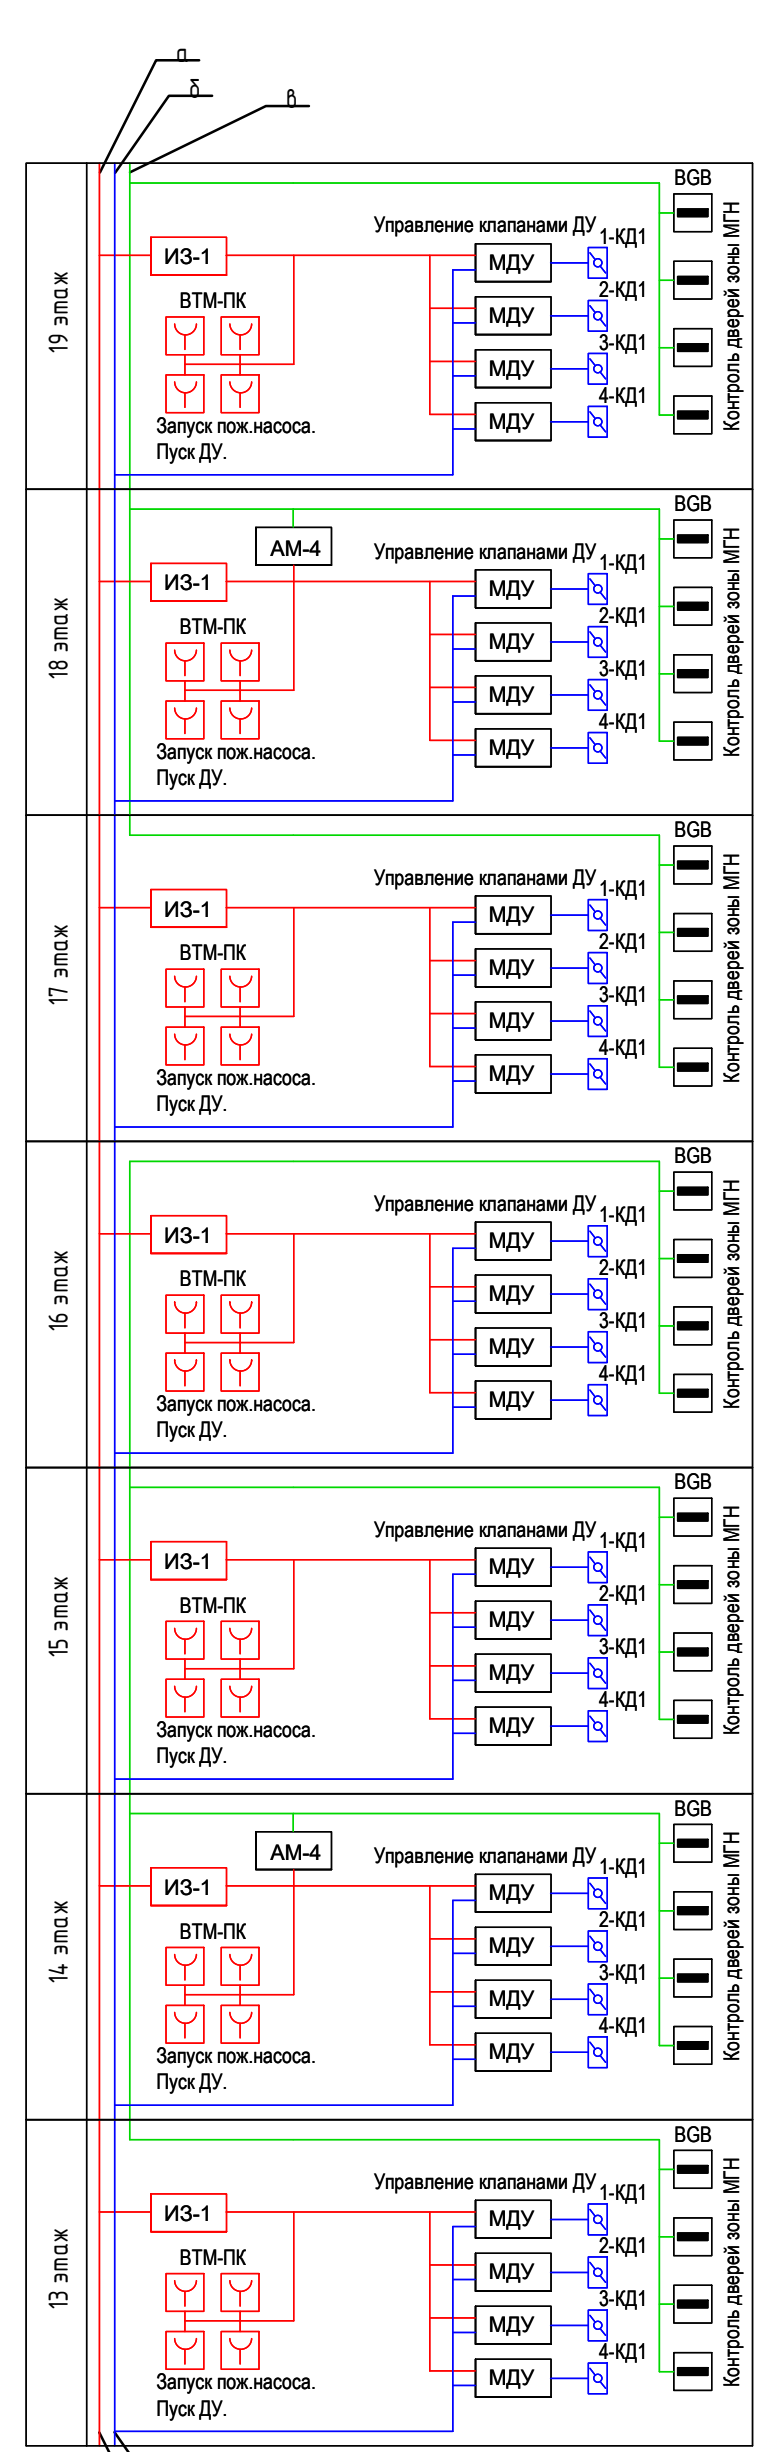 а
б
в
19 этаж
BGB
Управление клапанами ДУ
1-КД1
ИЗ-1
МДУ
2-КД1
ВТМ-ПК
МДУ
3-КД1
МДУ
4-КД1
МДУ
Запуск пож.насоса.
Пуск ДУ.
Контроль дверей зоны МГН
18 этаж
BGB
АМ-4
Управление клапанами ДУ
1-КД1
ИЗ-1
МДУ
2-КД1
ВТМ-ПК
МДУ
3-КД1
МДУ
4-КД1
МДУ
Запуск пож.насоса.
Пуск ДУ.
Контроль дверей зоны МГН
17 этаж
BGB
Управление клапанами ДУ
1-КД1
ИЗ-1
МДУ
2-КД1
ВТМ-ПК
МДУ
3-КД1
МДУ
4-КД1
МДУ
Запуск пож.насоса.
Пуск ДУ.
Контроль дверей зоны МГН
16 этаж
BGB
Управление клапанами ДУ
1-КД1
ИЗ-1
МДУ
2-КД1
ВТМ-ПК
МДУ
3-КД1
МДУ
4-КД1
МДУ
Запуск пож.насоса.
Пуск ДУ.
Контроль дверей зоны МГН
15 этаж
BGB
Управление клапанами ДУ
1-КД1
ИЗ-1
МДУ
2-КД1
ВТМ-ПК
МДУ
3-КД1
МДУ
4-КД1
МДУ
Запуск пож.насоса.
Пуск ДУ.
Контроль дверей зоны МГН
14 этаж
BGB
АМ-4
Управление клапанами ДУ
1-КД1
ИЗ-1
МДУ
2-КД1
ВТМ-ПК
МДУ
3-КД1
МДУ
4-КД1
МДУ
Запуск пож.насоса.
Пуск ДУ.
Контроль дверей зоны МГН
13 этаж
BGB
Управление клапанами ДУ
1-КД1
ИЗ-1
МДУ
2-КД1
ВТМ-ПК
МДУ
3-КД1
МДУ
4-КД1
МДУ
Запуск пож.насоса.
Пуск ДУ.
Контроль дверей зоны МГН